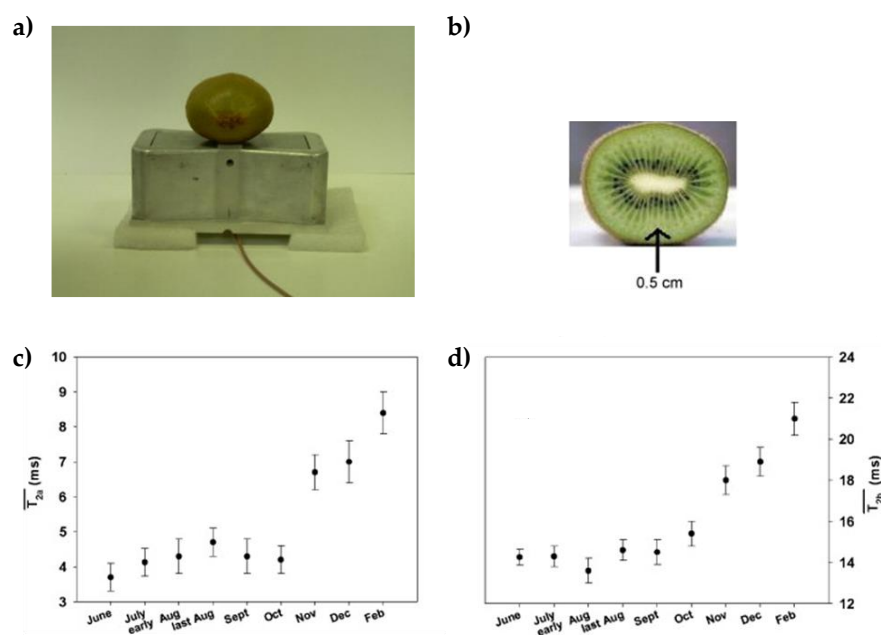 a)
b)
0.5 cm
c)
10
9
8
7
6
5
4
3
T2a (ms)
June
July
early Aug
last Aug
Sept
Oct
Nov
Dec
Feb
d)
24
22
20
18
16
14
12
T2b (ms)
June
July
early Aug
last Aug
Sept
Oct
Nov
Dec
Feb